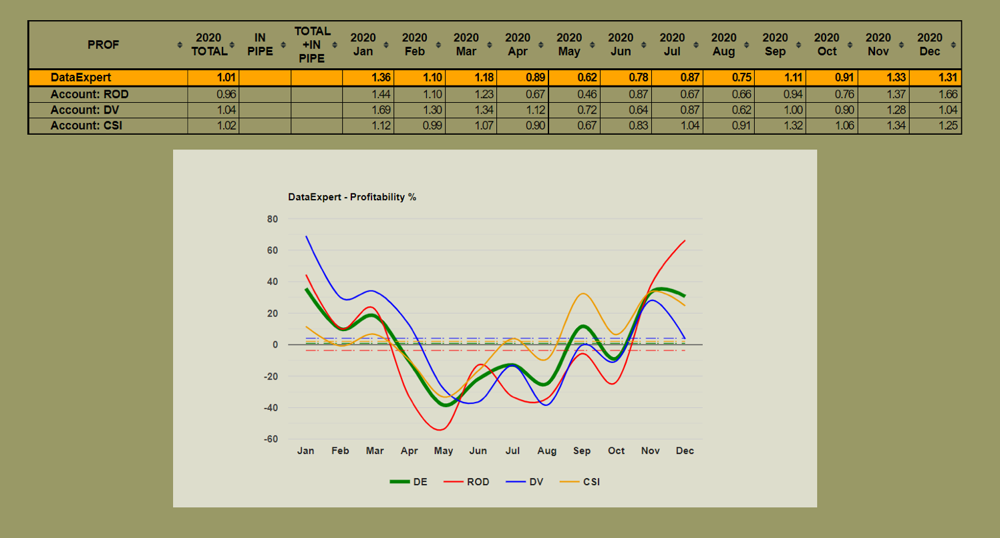 PROF 2020 TOTAL IN PIPE TOTAL +IN PIPE 2020 Jan 2020 Feb 2020 Mar 2020 Apr 2020 May 2020 Jun 2020 Jul 2020 Aug 2020 Sep 2020 Oct 2020 Nov 2020 Dec
DataExpert 1.01 1.36 1.10 1.18 0.89 0.62 0.78 0.87 0.75 1.11 0.91 1.33 1.31
Account: ROD 0.96 1.44 1.10 1.23 0.67 0.46 0.87 0.67 0.66 0.94 0.76 1.37 1.66
Account: DV 1.04 1.69 1.30 1.34 1.12 0.72 0.64 0.87 0.62 1.00 0.90 1.28 1.04
Account: CSI 1.02 1.12 0.99 1.07 0.90 0.67 0.83 1.04 0.91 1.32 1.06 1.34 1.25
DataExpert - Profitability %
80
60
40
20
0
-20
-40
-60
Jan Feb Mar Apr May Jun Jul Aug Sep Oct Nov Dec
DE ROD DV CSI